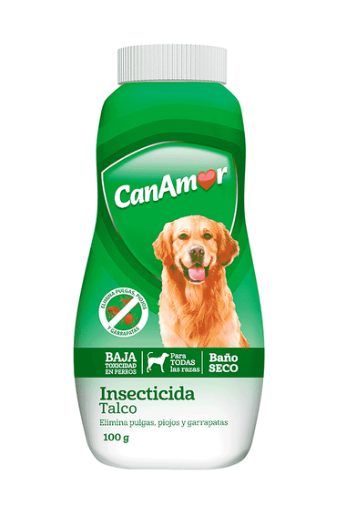 CanAmor
ELIMINA PULGAS, PIOJOS
Y GARRAPATAS
BAJA
TOXICIDAD
EN PERROS
Para
TODAS
las razas
Baño
SECO
Insecticida
Talco
Elimina pulgas, piojos y garrapatas
100 g